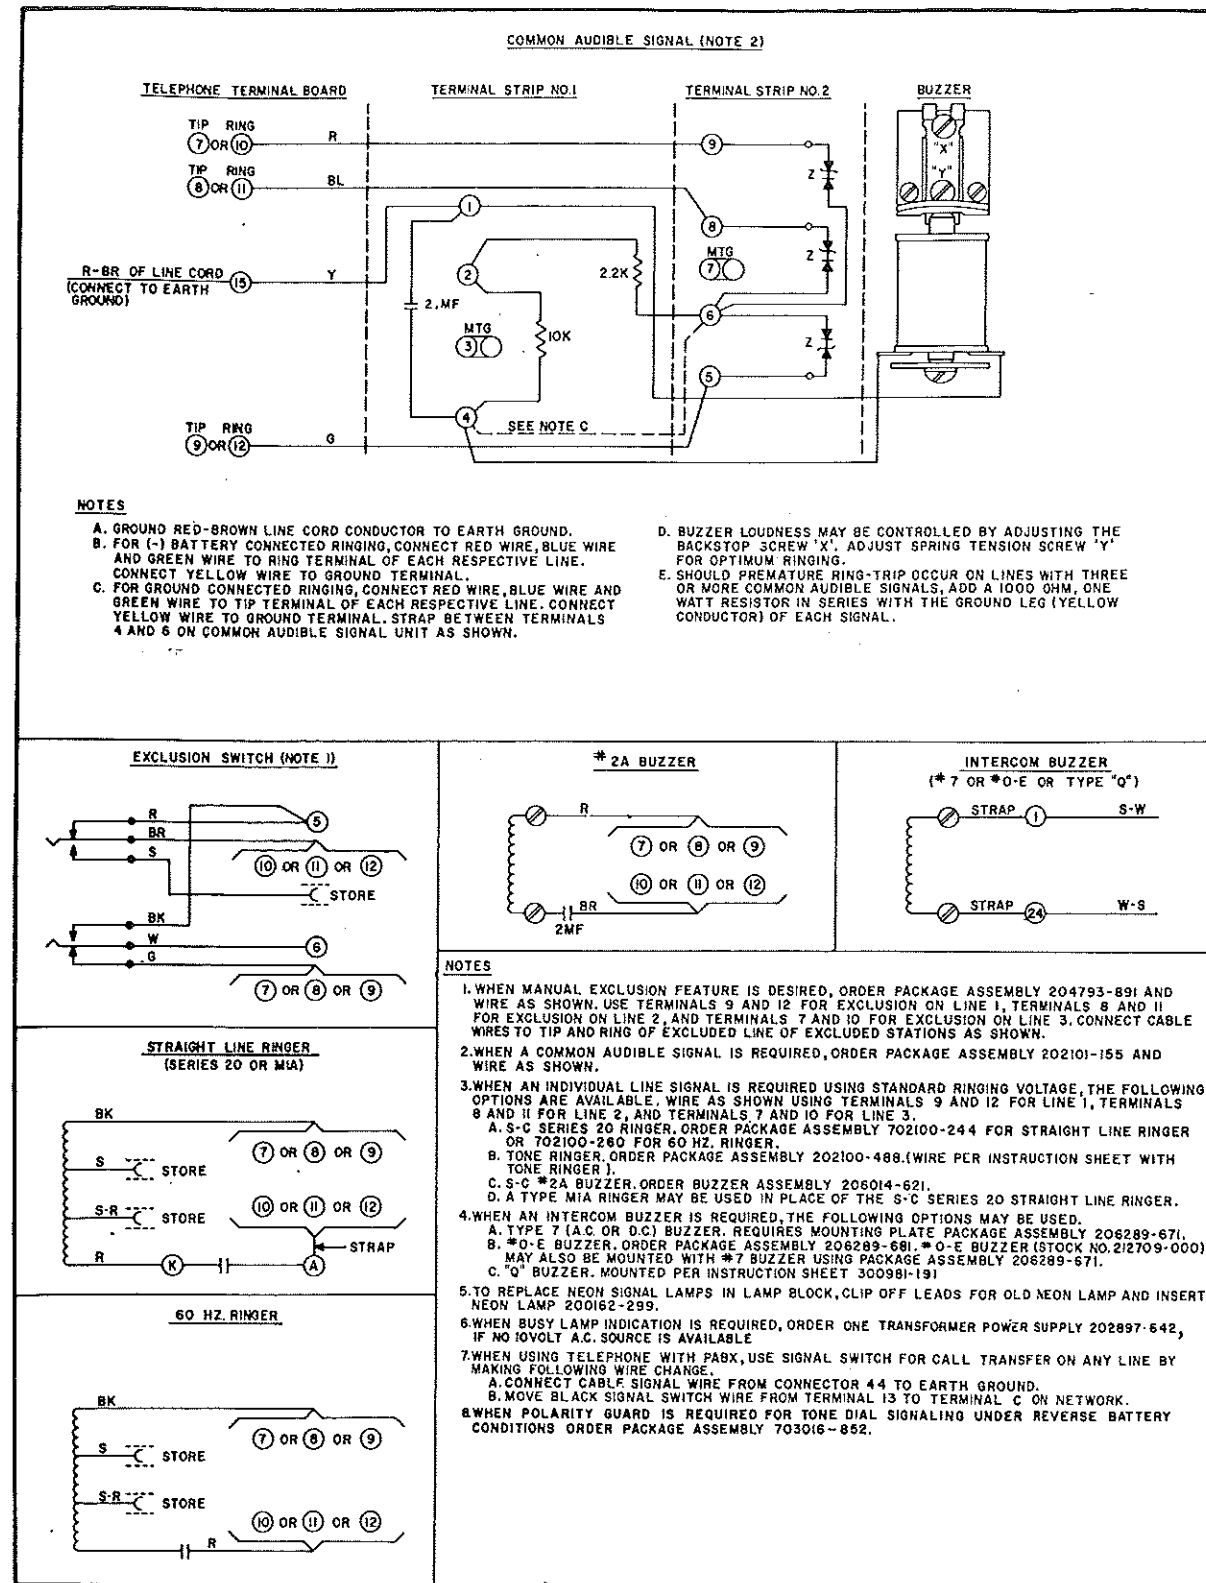 COMMON AUDIBLE SIGNAL (NOTE 2)
TELEPHONE TERMINAL BOARD
TERMINAL STRIP NO.1
TERMINAL STRIP NO.2
BUZZER
TIP RING
7 OR 10
R
9
Z
"X"
"Y"
TIP RING
8 OR 11
BL
1
8
Z
MTG
7
2
2.2K
R-BR OF LINE CORD
(CONNECT TO EARTH
GROUND)
15
Y
2.MF
6
MTG
3
10K
Z
5
4
SEE NOTE C
TIP RING
9 OR 12
G
NOTES
A. GROUND RED-BROWN LINE CORD CONDUCTOR TO EARTH GROUND.
B. FOR (-) BATTERY CONNECTED RINGING, CONNECT RED WIRE, BLUE WIRE
AND GREEN WIRE TO RING TERMINAL OF EACH RESPECTIVE LINE.
CONNECT YELLOW WIRE TO GROUND TERMINAL.
C. FOR GROUND CONNECTED RINGING, CONNECT RED WIRE, BLUE WIRE AND
GREEN WIRE TO TIP TERMINAL OF EACH RESPECTIVE LINE. CONNECT
YELLOW WIRE TO GROUND TERMINAL. STRAP BETWEEN TERMINALS
4 AND 6 ON COMMON AUDIBLE SIGNAL UNIT AS SHOWN.
D. BUZZER LOUDNESS MAY BE CONTROLLED BY ADJUSTING THE
BACKSTOP SCREW 'X'. ADJUST SPRING TENSION SCREW 'Y'
FOR OPTIMUM RINGING.
E. SHOULD PREMATURE RING-TRIP OCCUR ON LINES WITH THREE
OR MORE COMMON AUDIBLE SIGNALS, ADD A 1000 OHM, ONE
WATT RESISTOR IN SERIES WITH THE GROUND LEG (YELLOW
CONDUCTOR) OF EACH SIGNAL.
EXCLUSION SWITCH (NOTE 1)
R
5
BR
S
10 OR 11 OR 12
STORE
BK
W
6
G
7 OR 8 OR 9
# 2A BUZZER
R
7 OR 8 OR 9
10 OR 11 OR 12
BR
2MF
INTERCOM BUZZER
(#7 OR #O-E OR TYPE "Q")
STRAP 1 S-W
STRAP 24 W-S
STRAIGHT LINE RINGER
(SERIES 20 OR M1A)
BK
7 OR 8 OR 9
S
STORE
S-R
STORE
10 OR 11 OR 12
STRAP
R
K
A
60 HZ. RINGER
BK
7 OR 8 OR 9
S
STORE
S-R
STORE
10 OR 11 OR 12
R
NOTES
1. WHEN MANUAL EXCLUSION FEATURE IS DESIRED, ORDER PACKAGE ASSEMBLY 204793-891 AND
WIRE AS SHOWN. USE TERMINALS 9 AND 12 FOR EXCLUSION ON LINE 1, TERMINALS 8 AND 11
FOR EXCLUSION ON LINE 2, AND TERMINALS 7 AND 10 FOR EXCLUSION ON LINE 3. CONNECT CABLE
WIRES TO TIP AND RING OF EXCLUDED LINE OF EXCLUDED STATIONS AS SHOWN.
2. WHEN A COMMON AUDIBLE SIGNAL IS REQUIRED, ORDER PACKAGE ASSEMBLY 202101-155 AND
WIRE AS SHOWN.
3. WHEN AN INDIVIDUAL LINE SIGNAL IS REQUIRED USING STANDARD RINGING VOLTAGE, THE FOLLOWING
OPTIONS ARE AVAILABLE. WIRE AS SHOWN USING TERMINALS 9 AND 12 FOR LINE 1, TERMINALS
8 AND 11 FOR LINE 2, AND TERMINALS 7 AND 10 FOR LINE 3.
A. S-C SERIES 20 RINGER. ORDER PACKAGE ASSEMBLY 702100-244 FOR STRAIGHT LINE RINGER
OR 702100-260 FOR 60 HZ. RINGER.
B. TONE RINGER. ORDER PACKAGE ASSEMBLY 202100-488.(WIRE PER INSTRUCTION SHEET WITH
TONE RINGER ).
C. S-C #2A BUZZER. ORDER BUZZER ASSEMBLY 206014-621.
D. A TYPE M1A RINGER MAY BE USED IN PLACE OF THE S-C SERIES 20 STRAIGHT LINE RINGER.
4. WHEN AN INTERCOM BUZZER IS REQUIRED, THE FOLLOWING OPTIONS MAY BE USED.
A. TYPE 7 (A.C. OR D.C.) BUZZER. REQUIRES MOUNTING PLATE PACKAGE ASSEMBLY 206289-671.
B. #O-E BUZZER. ORDER PACKAGE ASSEMBLY 206289-681. #O-E BUZZER (STOCK NO. 212709-000)
MAY ALSO BE MOUNTED WITH #7 BUZZER USING PACKAGE ASSEMBLY 206289-671.
C. "Q" BUZZER. MOUNTED PER INSTRUCTION SHEET 300981-191
5. TO REPLACE NEON SIGNAL LAMPS IN LAMP BLOCK, CLIP OFF LEADS FOR OLD NEON LAMP AND INSERT
NEON LAMP 200162-299.
6. WHEN BUSY LAMP INDICATION IS REQUIRED, ORDER ONE TRANSFORMER POWER SUPPLY 202897-642,
IF NO 10VOLT A.C. SOURCE IS AVAILABLE
7. WHEN USING TELEPHONE WITH PABX, USE SIGNAL SWITCH FOR CALL TRANSFER ON ANY LINE BY
MAKING FOLLOWING WIRE CHANGE.
A. CONNECT CABLE SIGNAL WIRE FROM CONNECTOR 44 TO EARTH GROUND.
B. MOVE BLACK SIGNAL SWITCH WIRE FROM TERMINAL 13 TO TERMINAL C ON NETWORK.
8. WHEN POLARITY GUARD IS REQUIRED FOR TONE DIAL SIGNALING UNDER REVERSE BATTERY
CONDITIONS ORDER PACKAGE ASSEMBLY 703016-852.